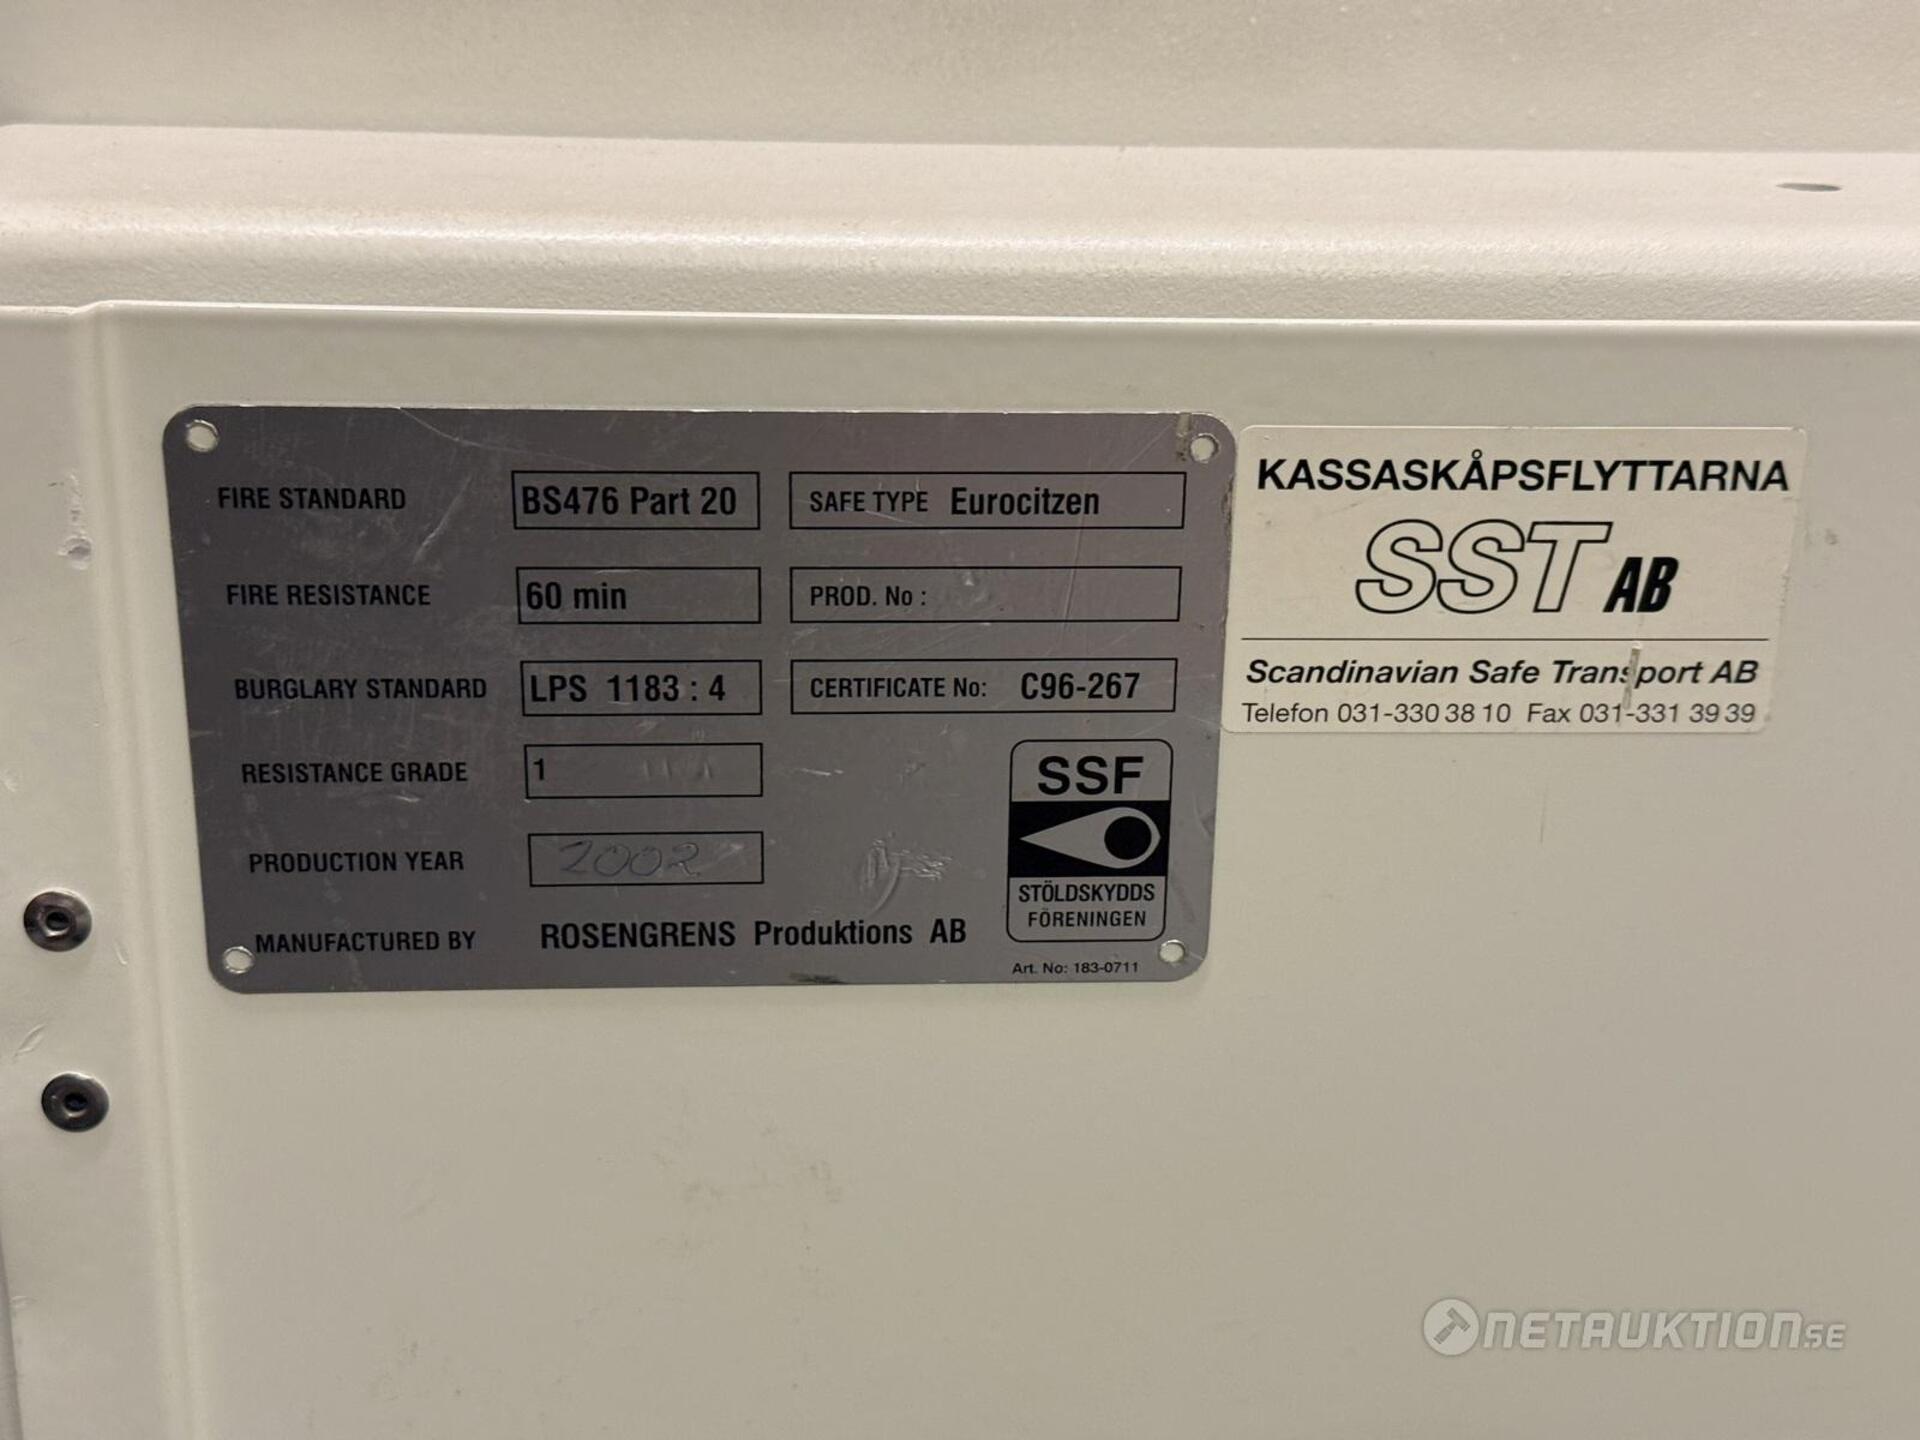 FIRE STANDARD BS476 Part 20 SAFE TYPE Eurocitzen
FIRE RESISTANCE 60 min PROD. No :
BURGLARY STANDARD LPS 1183 : 4 CERTIFICATE No: C96-267
RESISTANCE GRADE 1
PRODUCTION YEAR 2002
MANUFACTURED BY ROSENGRENS Produktions AB
SSF
STÖLDSKYDDS
FÖRENINGEN
Art. No: 183-0711
KASSASKÅPSFLYTTARNA
SST AB
Scandinavian Safe Transport AB
Telefon 031-330 38 10 Fax 031-331 39 39
NETAUKTION.SE